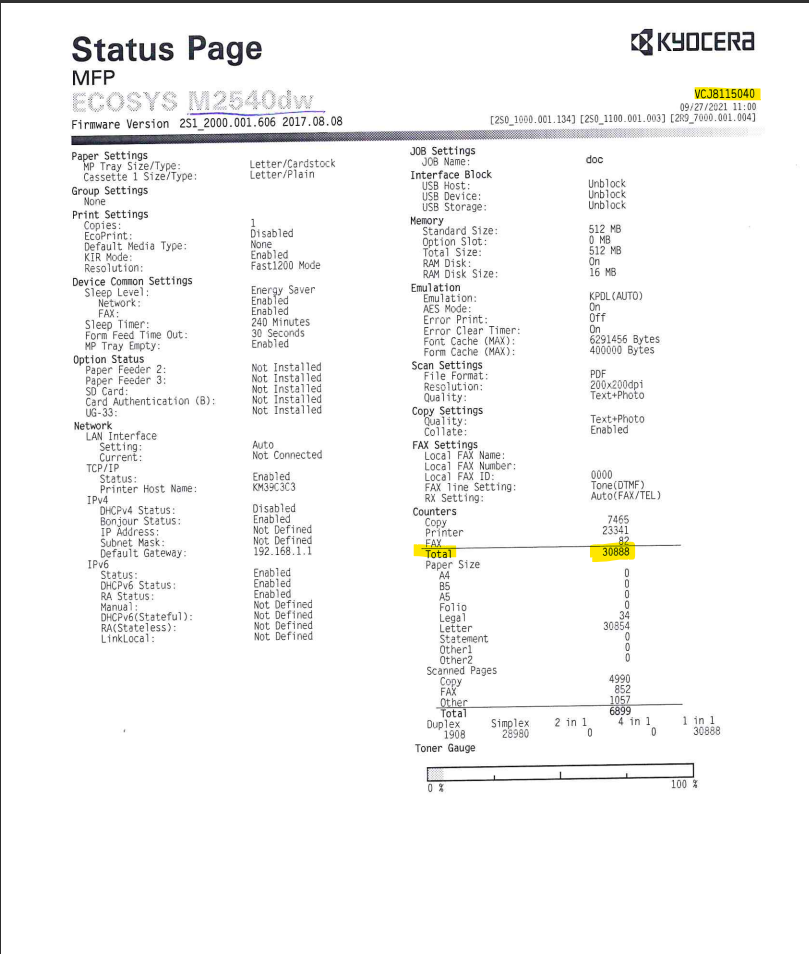 Status Page
KYOCERA
MFP
ECOSYS M2540dw
VCJ8115040
09/27/2021 11:00
Firmware Version 2S1_2000.001.606 2017.08.08
[2S0_1000.001.134] [2S0_1100.001.003] [2R9_7000.001.004]
Paper Settings
MP Tray Size/Type: Letter/Cardstock
Cassette 1 Size/Type: Letter/Plain
Group Settings
None
Print Settings
Copies: 1
EcoPrint: Disabled
Default Media Type: None
KIR Mode: Enabled
Resolution: Fast1200 Mode
Device Common Settings
Sleep Level: Energy Saver
Network: Enabled
FAX: Enabled
Sleep Timer: 240 Minutes
Form Feed Time Out: 30 Seconds
MP Tray Empty: Enabled
Option Status
Paper Feeder 2: Not Installed
Paper Feeder 3: Not Installed
SD Card: Not Installed
Card Authentication (B): Not Installed
UG-33: Not Installed
Network
LAN Interface
Setting: Auto
Current: Not Connected
TCP/IP
Status: Enabled
Printer Host Name: KM39C3C3
IPv4
DHCPv4 Status: Disabled
Bonjour Status: Enabled
IP Address: Not Defined
Subnet Mask: Not Defined
Default Gateway: 192.168.1.1
IPv6
Status: Enabled
DHCPv6 Status: Enabled
RA Status: Enabled
Manual: Not Defined
DHCPv6(Stateful): Not Defined
RA(Stateless): Not Defined
LinkLocal: Not Defined
JOB Settings
JOB Name: doc
Interface Block
USB Host: Unblock
USB Device: Unblock
USB Storage: Unblock
Memory
Standard Size: 512 MB
Option Slot: 0 MB
Total Size: 512 MB
RAM Disk: On
RAM Disk Size: 16 MB
Emulation
Emulation: KPDL(AUTO)
AES Mode: On
Error Print: Off
Error Clear Timer: On
Font Cache (MAX): 6291456 Bytes
Form Cache (MAX): 400000 Bytes
Scan Settings
File Format: PDF
Resolution: 200x200dpi
Quality: Text+Photo
Copy Settings
Quality: Text+Photo
Collate: Enabled
FAX Settings
Local FAX Name:
Local FAX Number:
Local FAX ID: 0000
FAX line Setting: Tone(DTMF)
RX Setting: Auto(FAX/TEL)
Counters
Copy 7465
Printer 23341
FAX 82
Total 30888
Paper Size
A4 0
B5 0
A5 0
Folio 0
Legal 34
Letter 30854
Statement 0
Other1 0
Other2 0
Scanned Pages
Copy 4990
FAX 852
Other 1057
Total 6899
Duplex Simplex 2 in 1 4 in 1 1 in 1
1908 28980 0 0 30888
Toner Gauge
0 % 100 %